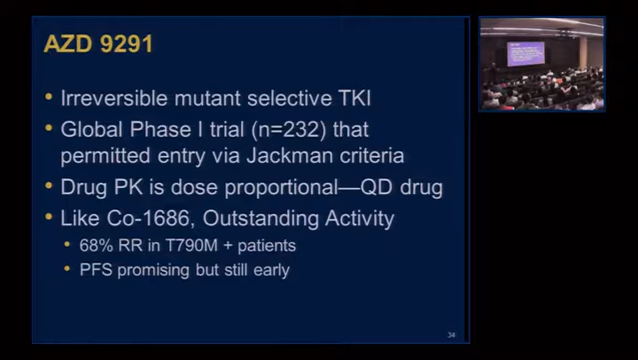 AZD 9291
• Irreversible mutant selective TKI
• Global Phase I trial (n=232) that
permitted entry via Jackman criteria
• Drug PK is dose proportional—QD drug
• Like Co-1686, Outstanding Activity
• 68% RR in T790M + patients
• PFS promising but still early
34